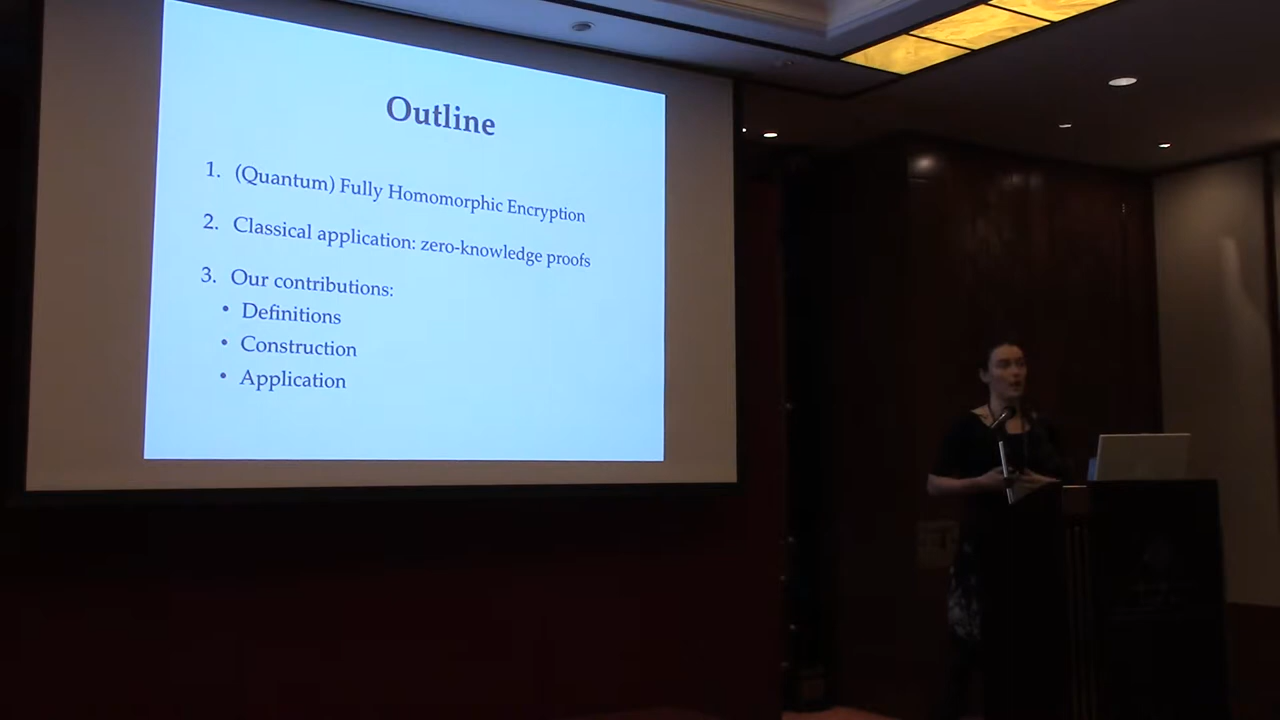 Outline
1. (Quantum) Fully Homomorphic Encryption
2. Classical application: zero-knowledge proofs
3. Our contributions:
• Definitions
• Construction
• Application